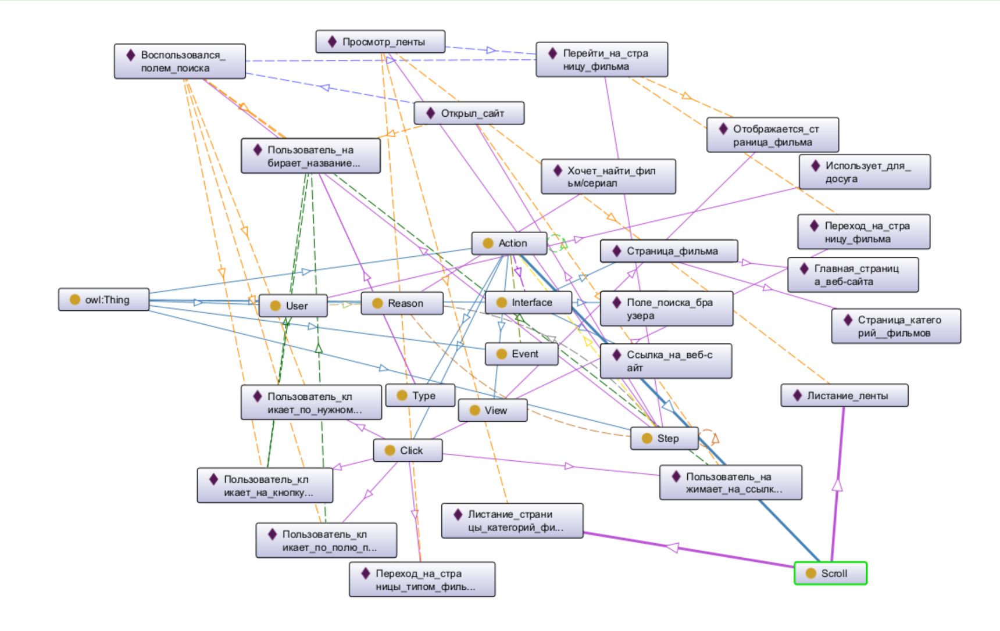 Просмотр_ленты
Воспользовался_
полем_поиска
Перейти_на_стра
ницу_фильма
Открыл_сайт
Отображается_ст
раница_фильма
Пользователь_на
бирает_название...
Хочет_найти_фил
ьм/сериал
Использует_для_
досуга
Переход_на_стра
ницу_фильма
Action
Страница_фильма
Главная_страниц
а_веб-сайта
owl:Thing
User
Reason
Interface
Поле_поиска_бра
узера
Страница_катего
рий__фильмов
Event
Ссылка_на_веб-с
айт
Пользователь_кл
икает_по_нужном...
Type
View
Листание_ленты
Step
Click
Пользователь_кл
икает_на_кнопку...
Пользователь_на
жимает_на_ссылк...
Листание_страни
цы_категорий_фи...
Пользователь_кл
икает_по_полю_п...
Переход_на_стра
ницы_типом_филь...
Scroll